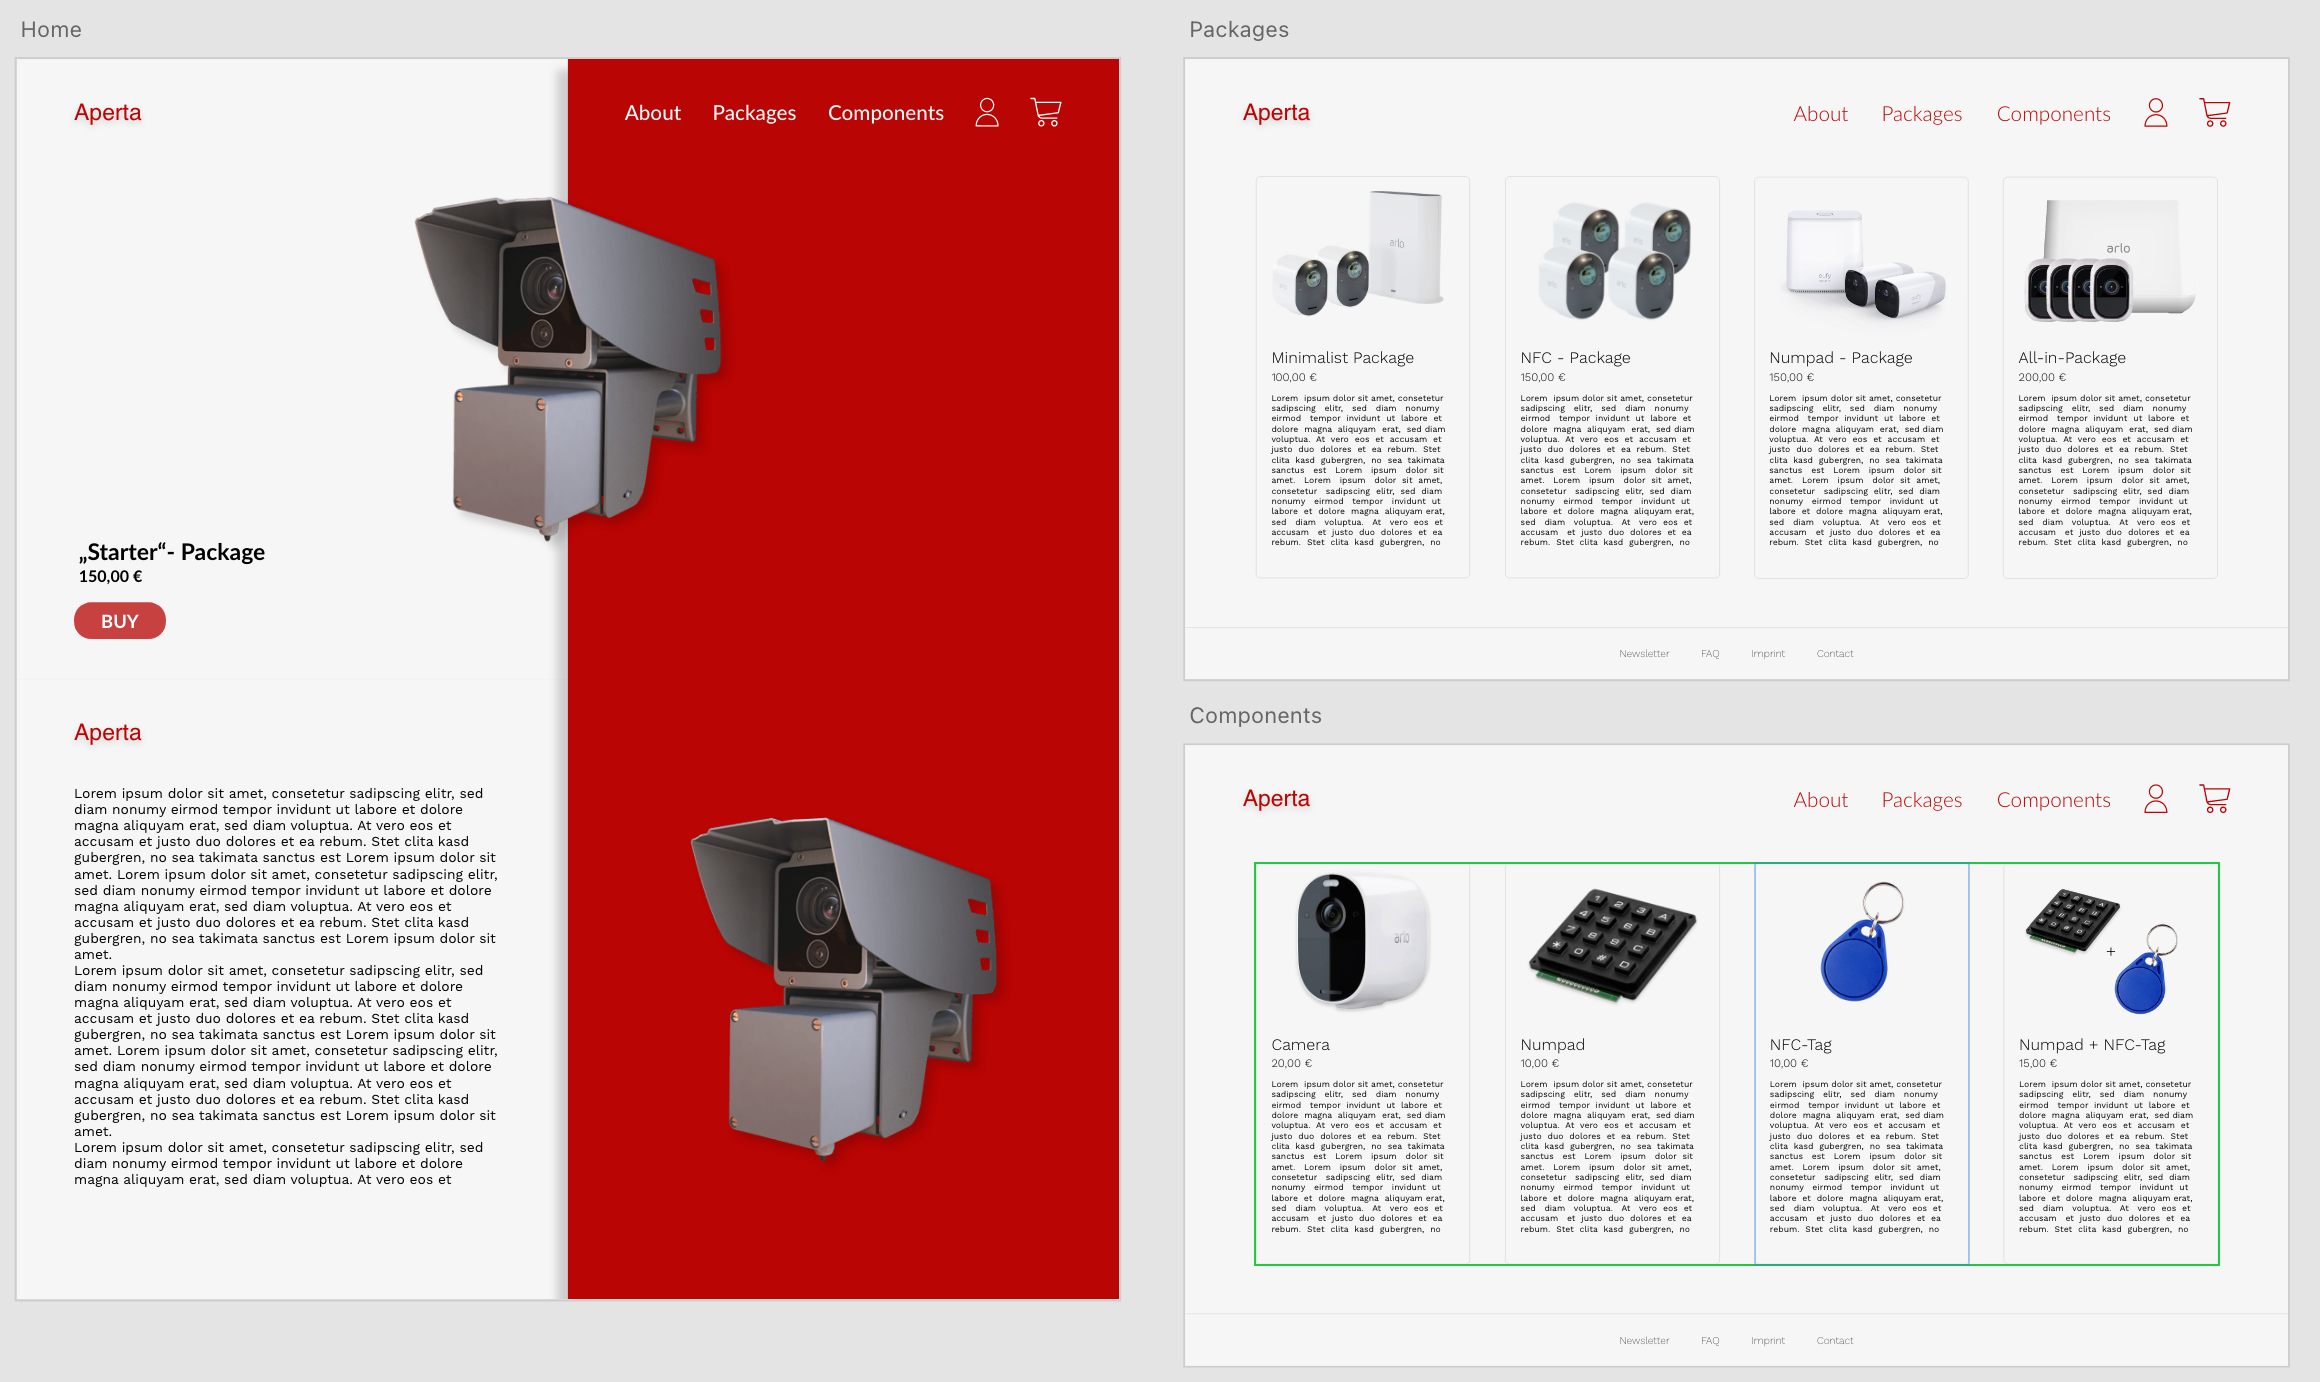 Home
Aperta
About Packages Components
„Starter“- Package
150,00 €
BUY
Aperta
Lorem ipsum dolor sit amet, consetetur sadipscing elitr, sed
diam nonumy eirmod tempor invidunt ut labore et dolore
magna aliquyam erat, sed diam voluptua. At vero eos et
accusam et justo duo dolores et ea rebum. Stet clita kasd
gubergren, no sea takimata sanctus est Lorem ipsum dolor sit
amet. Lorem ipsum dolor sit amet, consetetur sadipscing elitr,
sed diam nonumy eirmod tempor invidunt ut labore et dolore
magna aliquyam erat, sed diam voluptua. At vero eos et
accusam et justo duo dolores et ea rebum. Stet clita kasd
gubergren, no sea takimata sanctus est Lorem ipsum dolor sit
amet.
Lorem ipsum dolor sit amet, consetetur sadipscing elitr, sed
diam nonumy eirmod tempor invidunt ut labore et dolore
magna aliquyam erat, sed diam voluptua. At vero eos et
accusam et justo duo dolores et ea rebum. Stet clita kasd
gubergren, no sea takimata sanctus est Lorem ipsum dolor sit
amet. Lorem ipsum dolor sit amet, consetetur sadipscing elitr,
sed diam nonumy eirmod tempor invidunt ut labore et dolore
magna aliquyam erat, sed diam voluptua. At vero eos et
accusam et justo duo dolores et ea rebum. Stet clita kasd
gubergren, no sea takimata sanctus est Lorem ipsum dolor sit
amet.
Lorem ipsum dolor sit amet, consetetur sadipscing elitr, sed
diam nonumy eirmod tempor invidunt ut labore et dolore
magna aliquyam erat, sed diam voluptua. At vero eos et
Packages
Aperta
About Packages Components
arlo
Minimalist Package
100,00 €
Lorem ipsum dolor sit amet, consetetur
sadipscing elitr, sed diam nonumy
eirmod tempor invidunt ut labore et
dolore magna aliquyam erat, sed diam
voluptua. At vero eos et accusam et
justo duo dolores et ea rebum. Stet
clita kasd gubergren, no sea takimata
sanctus est Lorem ipsum dolor sit
amet. Lorem ipsum dolor sit amet,
consetetur sadipscing elitr, sed diam
nonumy eirmod tempor invidunt ut
labore et dolore magna aliquyam erat,
sed diam voluptua. At vero eos et
accusam et justo duo dolores et ea
rebum. Stet clita kasd gubergren, no
NFC - Package
150,00 €
Lorem ipsum dolor sit amet, consetetur
sadipscing elitr, sed diam nonumy
eirmod tempor invidunt ut labore et
dolore magna aliquyam erat, sed diam
voluptua. At vero eos et accusam et
justo duo dolores et ea rebum. Stet
clita kasd gubergren, no sea takimata
sanctus est Lorem ipsum dolor sit
amet. Lorem ipsum dolor sit amet,
consetetur sadipscing elitr, sed diam
nonumy eirmod tempor invidunt ut
labore et dolore magna aliquyam erat,
sed diam voluptua. At vero eos et
accusam et justo duo dolores et ea
rebum. Stet clita kasd gubergren, no
eufy
Numpad - Package
150,00 €
Lorem ipsum dolor sit amet, consetetur
sadipscing elitr, sed diam nonumy
eirmod tempor invidunt ut labore et
dolore magna aliquyam erat, sed diam
voluptua. At vero eos et accusam et
justo duo dolores et ea rebum. Stet
clita kasd gubergren, no sea takimata
sanctus est Lorem ipsum dolor sit
amet. Lorem ipsum dolor sit amet,
consetetur sadipscing elitr, sed diam
nonumy eirmod tempor invidunt ut
labore et dolore magna aliquyam erat,
sed diam voluptua. At vero eos et
accusam et justo duo dolores et ea
rebum. Stet clita kasd gubergren, no
arlo
All-in-Package
200,00 €
Lorem ipsum dolor sit amet, consetetur
sadipscing elitr, sed diam nonumy
eirmod tempor invidunt ut labore et
dolore magna aliquyam erat, sed diam
voluptua. At vero eos et accusam et
justo duo dolores et ea rebum. Stet
clita kasd gubergren, no sea takimata
sanctus est Lorem ipsum dolor sit
amet. Lorem ipsum dolor sit amet,
consetetur sadipscing elitr, sed diam
nonumy eirmod tempor invidunt ut
labore et dolore magna aliquyam erat,
sed diam voluptua. At vero eos et
accusam et justo duo dolores et ea
rebum. Stet clita kasd gubergren, no
Newsletter FAQ Imprint Contact
Components
Aperta
About Packages Components
arlo
Camera
20,00 €
Lorem ipsum dolor sit amet, consetetur
sadipscing elitr, sed diam nonumy
eirmod tempor invidunt ut labore et
dolore magna aliquyam erat, sed diam
voluptua. At vero eos et accusam et
justo duo dolores et ea rebum. Stet
clita kasd gubergren, no sea takimata
sanctus est Lorem ipsum dolor sit
amet. Lorem ipsum dolor sit amet,
consetetur sadipscing elitr, sed diam
nonumy eirmod tempor invidunt ut
labore et dolore magna aliquyam erat,
sed diam voluptua. At vero eos et
accusam et justo duo dolores et ea
rebum. Stet clita kasd gubergren, no
1 2 3 A
4 5 6 B
7 8 9 C
* 0 # D
Numpad
10,00 €
Lorem ipsum dolor sit amet, consetetur
sadipscing elitr, sed diam nonumy
eirmod tempor invidunt ut labore et
dolore magna aliquyam erat, sed diam
voluptua. At vero eos et accusam et
justo duo dolores et ea rebum. Stet
clita kasd gubergren, no sea takimata
sanctus est Lorem ipsum dolor sit
amet. Lorem ipsum dolor sit amet,
consetetur sadipscing elitr, sed diam
nonumy eirmod tempor invidunt ut
labore et dolore magna aliquyam erat,
sed diam voluptua. At vero eos et
accusam et justo duo dolores et ea
rebum. Stet clita kasd gubergren, no
NFC-Tag
10,00 €
Lorem ipsum dolor sit amet, consetetur
sadipscing elitr, sed diam nonumy
eirmod tempor invidunt ut labore et
dolore magna aliquyam erat, sed diam
voluptua. At vero eos et accusam et
justo duo dolores et ea rebum. Stet
clita kasd gubergren, no sea takimata
sanctus est Lorem ipsum dolor sit
amet. Lorem ipsum dolor sit amet,
consetetur sadipscing elitr, sed diam
nonumy eirmod tempor invidunt ut
labore et dolore magna aliquyam erat,
sed diam voluptua. At vero eos et
accusam et justo duo dolores et ea
rebum. Stet clita kasd gubergren, no
+
Numpad + NFC-Tag
15,00 €
Lorem ipsum dolor sit amet, consetetur
sadipscing elitr, sed diam nonumy
eirmod tempor invidunt ut labore et
dolore magna aliquyam erat, sed diam
voluptua. At vero eos et accusam et
justo duo dolores et ea rebum. Stet
clita kasd gubergren, no sea takimata
sanctus est Lorem ipsum dolor sit
amet. Lorem ipsum dolor sit amet,
consetetur sadipscing elitr, sed diam
nonumy eirmod tempor invidunt ut
labore et dolore magna aliquyam erat,
sed diam voluptua. At vero eos et
accusam et justo duo dolores et ea
rebum. Stet clita kasd gubergren, no
Newsletter FAQ Imprint Contact